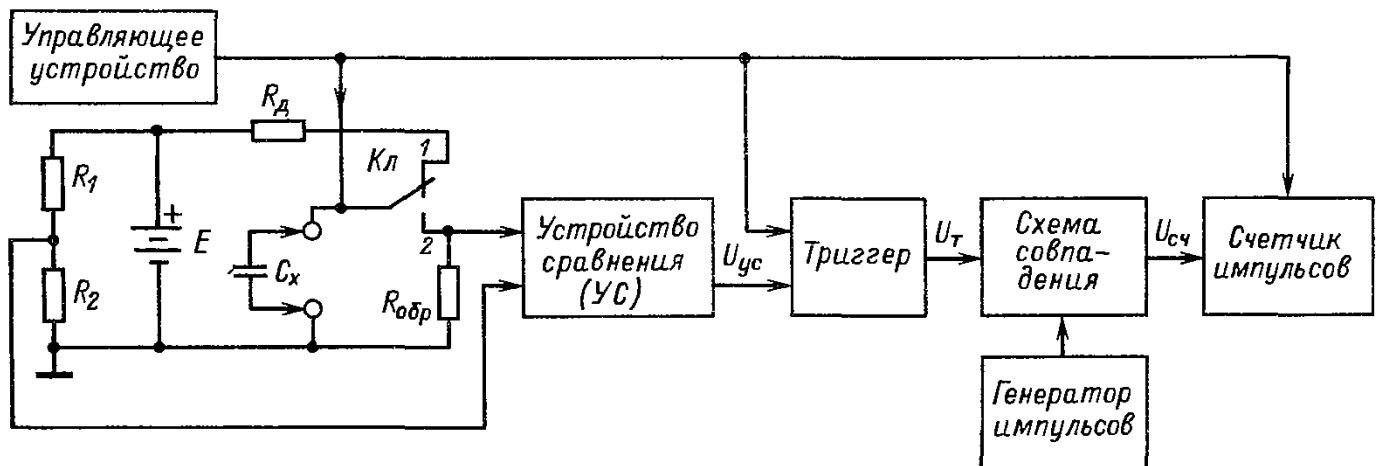 Управляющее
устройство
Rд
1
Кл
R1
+
E
2
Cх
R2
Rобр
Устройство
сравнения
(УС)
Uус
Триггер
Uт
Схема
совпа-
дения
Uсч
Счетчик
импульсов
Генератор
импульсов